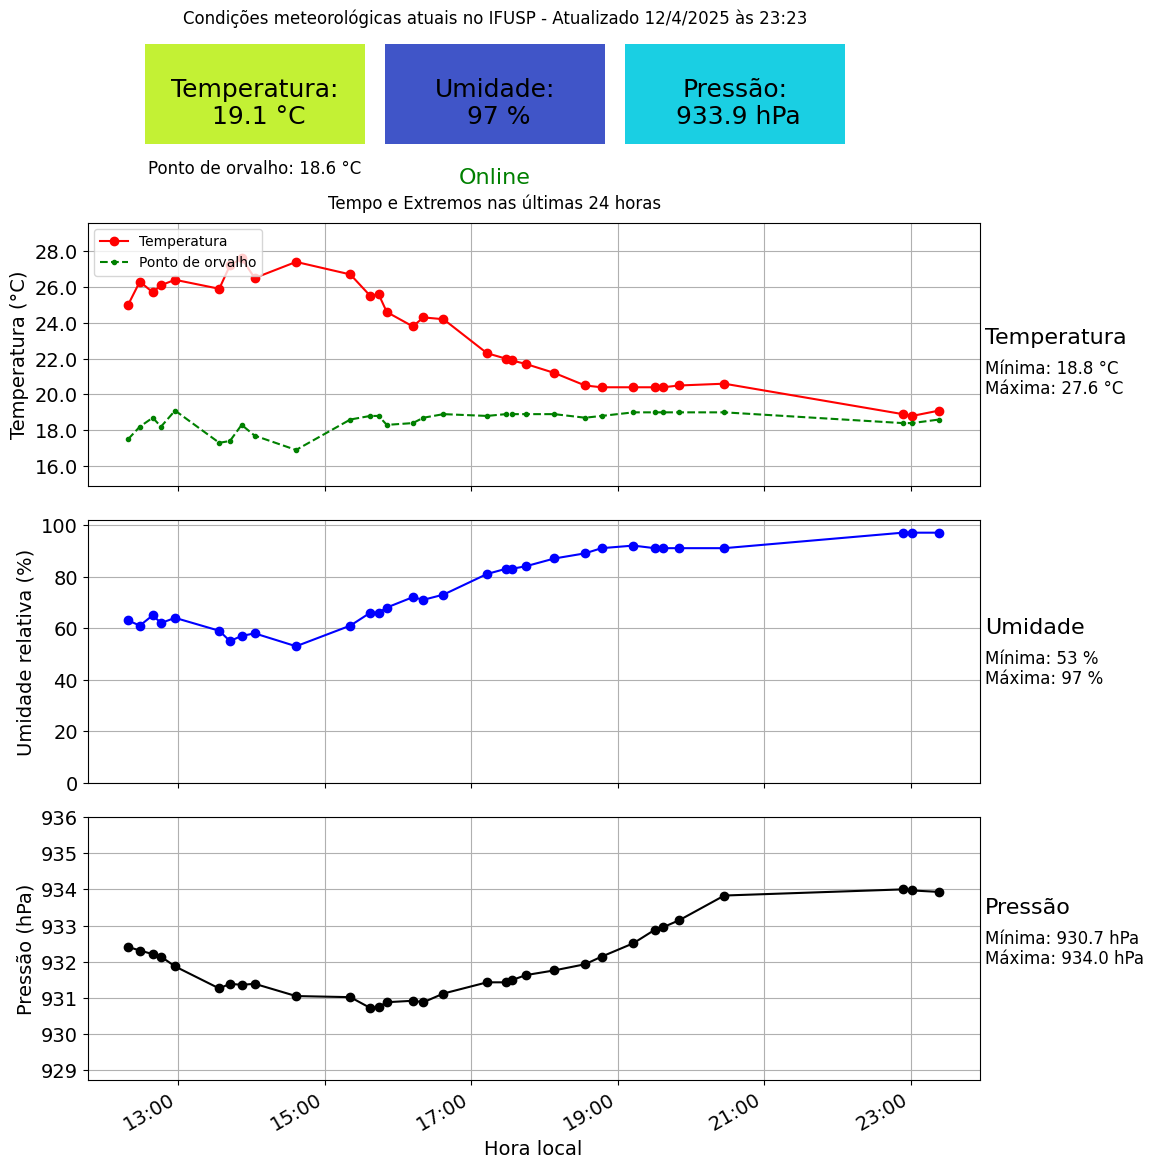 Condições meteorológicas atuais no IFUSP - Atualizado 12/4/2025 às 23:23
Temperatura:
19.1 °C
Umidade:
97 %
Pressão:
933.9 hPa
Ponto de orvalho: 18.6 °C
Online
Tempo e Extremos nas últimas 24 horas
Temperatura (°C)
28.0
26.0
24.0
22.0
20.0
18.0
16.0
Temperatura
Ponto de orvalho
Temperatura
Mínima: 18.8 °C
Máxima: 27.6 °C
Umidade relativa (%)
100
80
60
40
20
0
Umidade
Mínima: 53 %
Máxima: 97 %
Pressão (hPa)
936
935
934
933
932
931
930
929
Pressão
Mínima: 930.7 hPa
Máxima: 934.0 hPa
13:00
15:00
17:00
19:00
21:00
23:00
Hora local